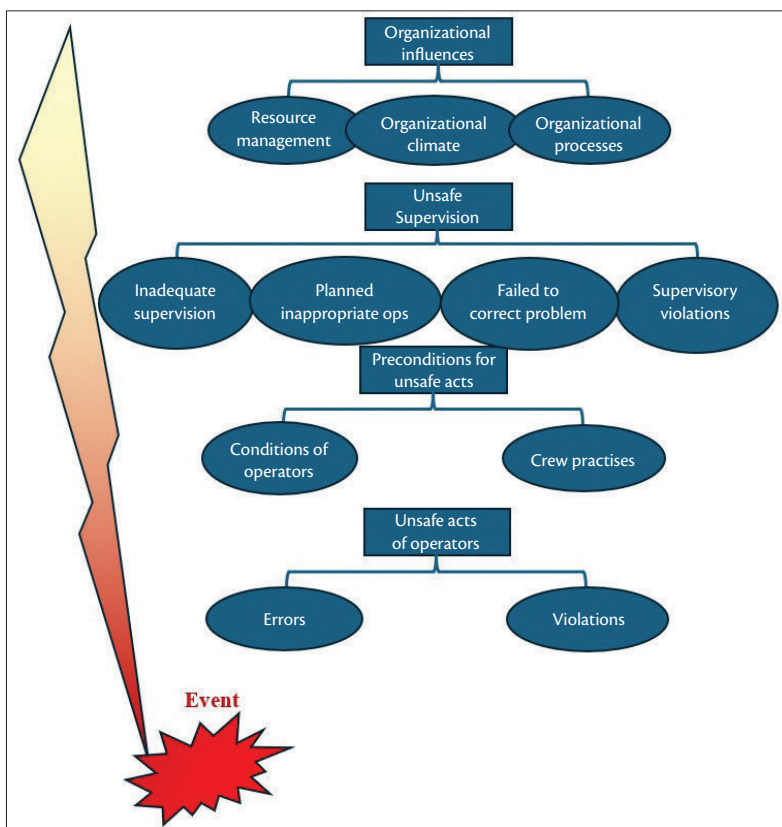 Organizational
influences
Resource
management
Organizational
climate
Organizational
processes
Unsafe
Supervision
Inadequate
supervision
Planned
inappropriate ops
Failed to
correct problem
Supervisory
violations
Preconditions for
unsafe acts
Conditions of
operators
Crew practises
Unsafe acts
of operators
Errors
Violations
Event